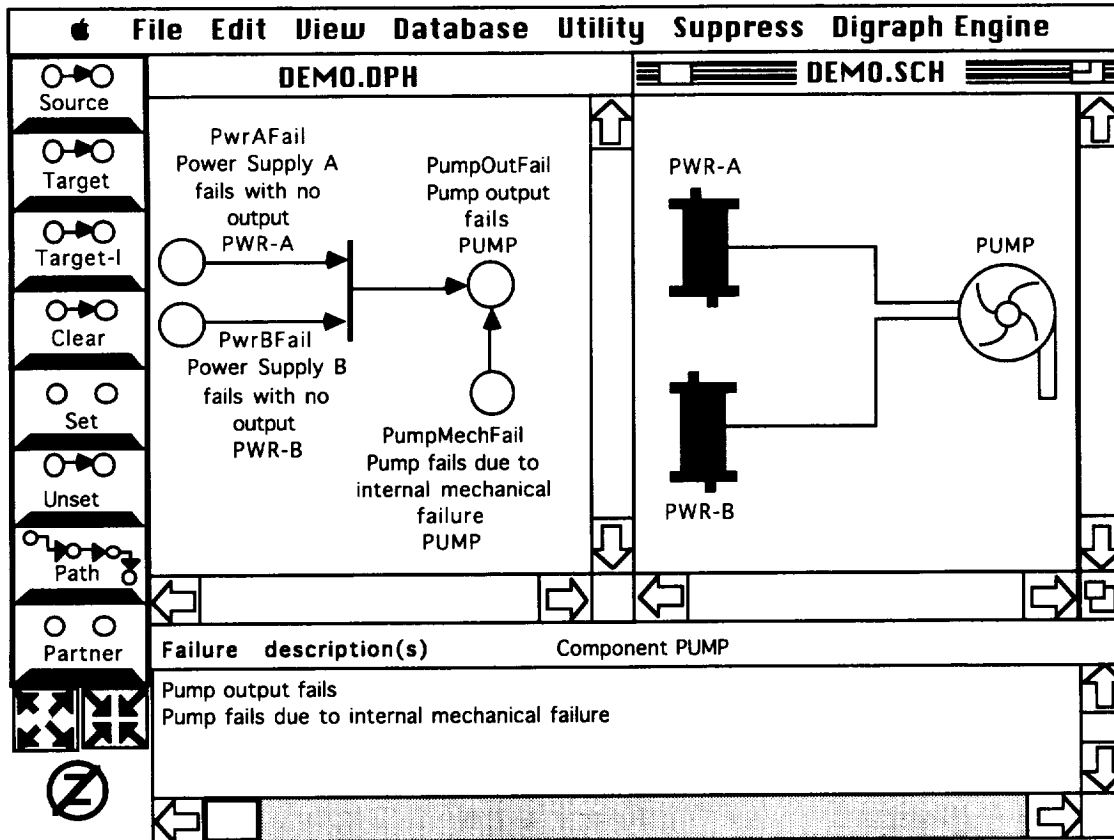 File Edit View Database Utility Suppress Digraph Engine
Source
Target
Target-I
Clear
Set
Unset
Path
Partner
Z
DEMO.DPH
PwrAFail
Power Supply A
fails with no
output
PWR-A
PumpOutFail
Pump output
fails
PUMP
PwrBFail
Power Supply B
fails with no
output
PWR-B
PumpMechFail
Pump fails due to
internal mechanical
failure
PUMP
DEMO.SCH
PWR-A
PUMP
PWR-B
Failure description(s) Component PUMP
Pump output fails
Pump fails due to internal mechanical failure